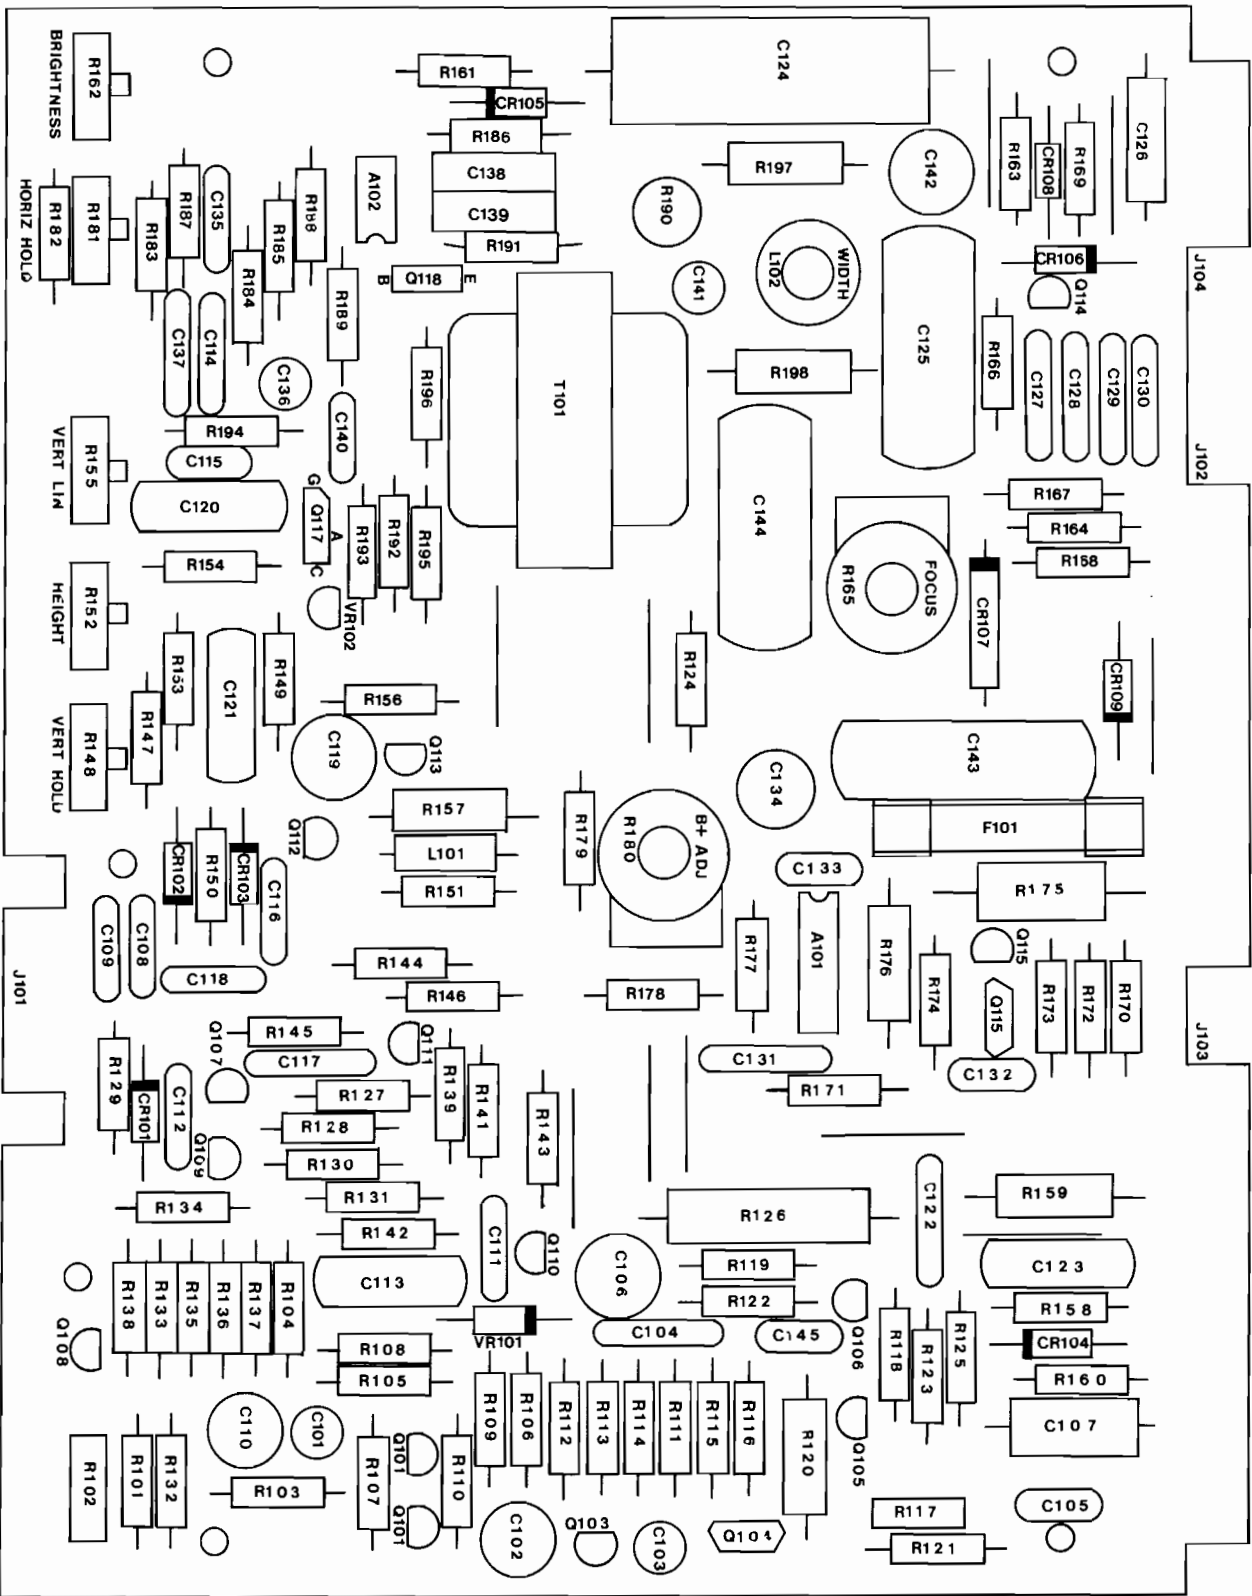 BRIGHTNESS
R162
R161
CR105
R186
C138
C139
R191
A102
C124
R197
C142
R190
R163
CR108
R169
C126
HORIZ HOLD
R182
R181
R183
R187
C135
R184
R185
R188
R189
B
Q118
E
C141
L102
WIDTH
CR106
Q114
J104
C137
C114
C136
R196
T101
R198
C125
R166
C127
C128
C129
C130
J102
VERT LIN
R155
R194
C115
C140
C120
G
Q117
A
C
R193
R192
R195
R154
VR102
C144
R167
R164
R168
R165
FOCUS
CR107
CR109
HEIGHT
R152
R153
C121
R149
R156
R124
VERT HOLD
R148
R147
C119
Q113
C134
C143
F101
R157
L101
R151
Q112
R179
R180
B+ ADJ
C133
R175
CR102
R150
CR103
C116
C109
C108
C118
R144
R146
R178
R177
A101
R176
R174
Q115
Q115
R173
R172
R170
J101
J103
R145
C117
Q107
Q111
R129
CR101
C112
Q109
R127
R128
R130
R131
R142
R139
R141
R143
C131
R171
C132
R134
C113
C111
Q110
R126
C122
R159
R138
R133
R135
R136
R137
R104
C106
R119
R122
C104
C145
Q106
C123
R158
CR104
R160
C107
Q108
VR101
R108
R105
R118
R123
R125
C110
C101
R109
R106
R112
R113
R114
R111
R115
R116
R120
Q105
R102
R101
R132
R103
R107
Q101
Q101
R110
C102
Q103
C103
Q104
R117
R121
C105